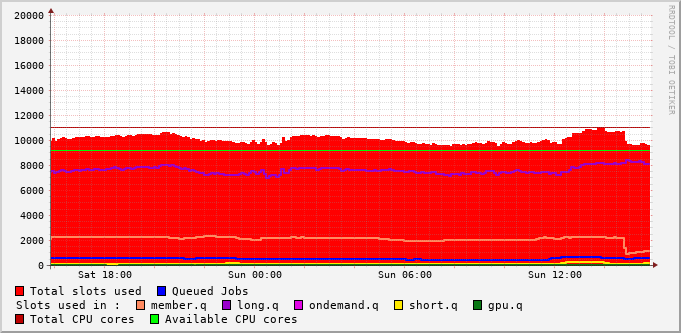 20000
18000
16000
14000
12000
10000
8000
6000
4000
2000
0
Sat 18:00 Sun 00:00 Sun 06:00 Sun 12:00
RRDTOOL / TOBI OETIKER
Total slots used Queued Jobs
Slots used in : member.q long.q ondemand.q short.q gpu.q
Total CPU cores Available CPU cores